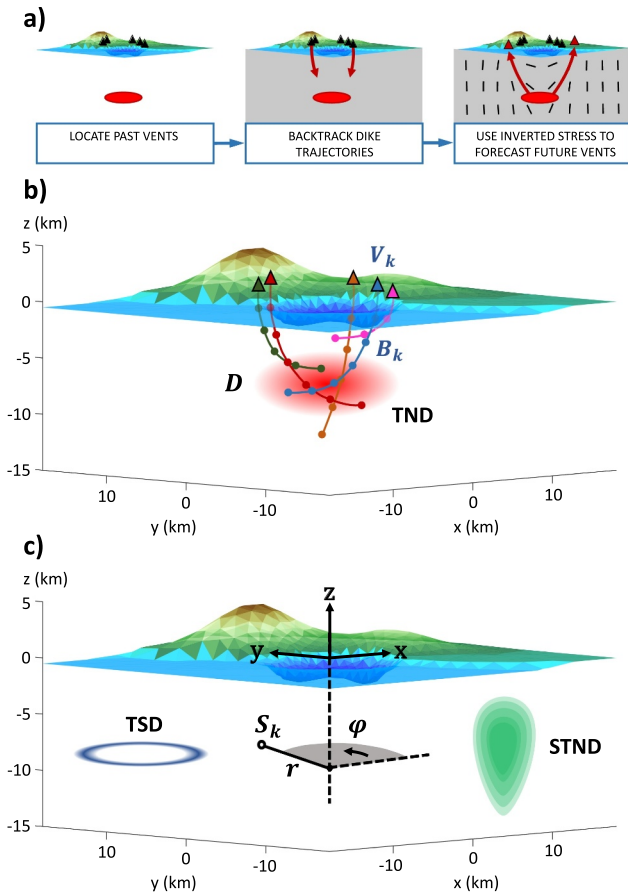 a)
LOCATE PAST VENTS
BACKTRACK DIKE
TRAJECTORIES
USE INVERTED STRESS TO
FORECAST FUTURE VENTS
b)
z (km)
5
0
-5
-10
-15
V_k
B_k
D
TND
10
0
-10
-10
0
10
y (km)
x (km)
c)
z (km)
5
0
-5
-10
-15
z
y
x
TSD
S_k
φ
r
STND
10
0
-10
-10
0
10
y (km)
x (km)